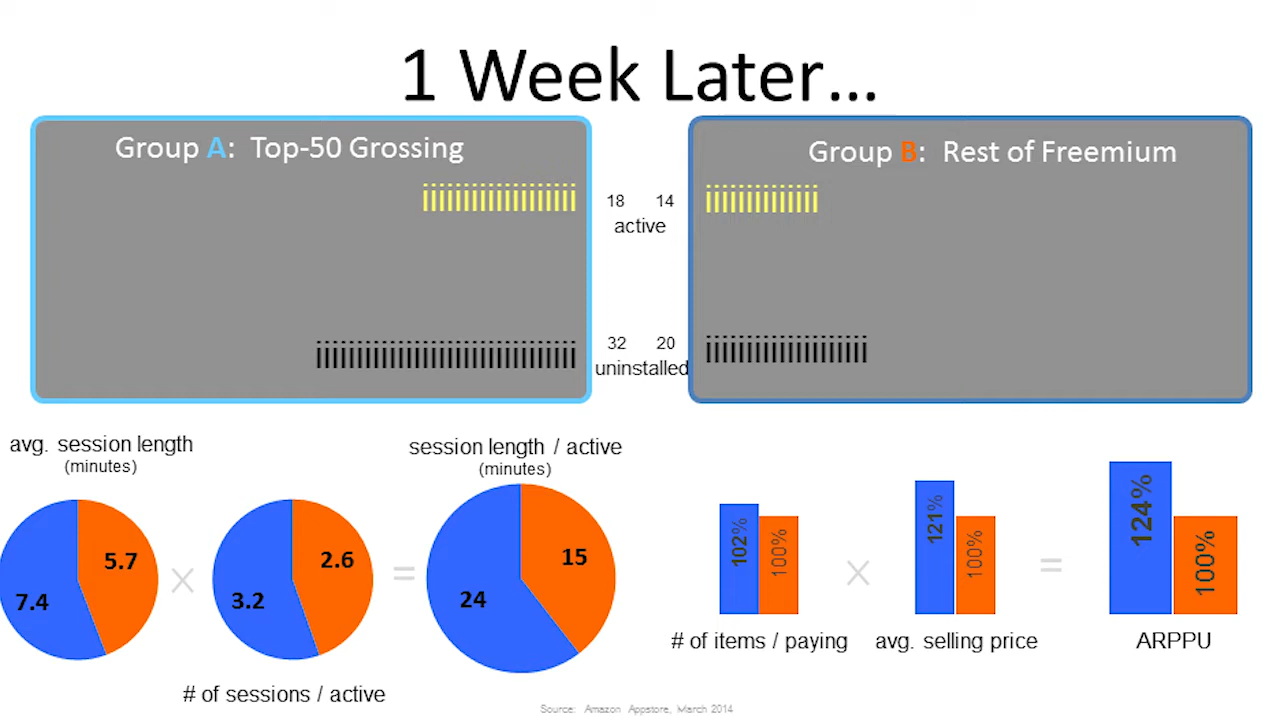 1 Week Later…
Group A: Top-50 Grossing
Group B: Rest of Freemium
18 14
active
32 20
uninstalled
avg. session length
(minutes)
session length / active
(minutes)
5.7
7.4
×
2.6
3.2
=
15
24
# of sessions / active
102%
100%
×
121%
100%
=
124%
100%
# of items / paying
avg. selling price
ARPPU
Source: Amazon Appstore, March 2014